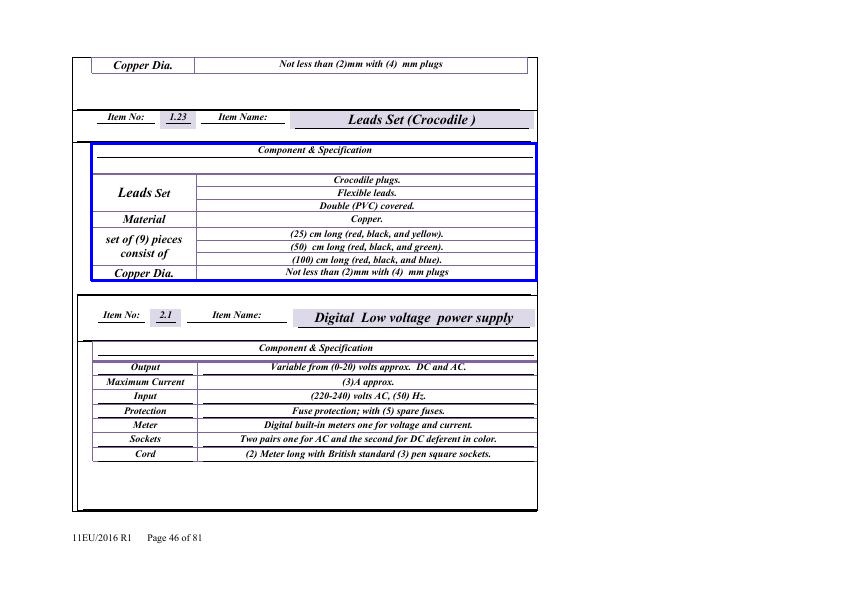 Copper Dia. Not less than (2)mm with (4) mm plugs
Item No: 1.23 Item Name: Leads Set (Crocodile )
Component & Specification
Leads Set
Crocodile plugs.
Flexible leads.
Double (PVC) covered.
Material Copper.
set of (9) pieces consist of
(25) cm long (red, black, and yellow).
(50) cm long (red, black, and green).
(100) cm long (red, black, and blue).
Copper Dia. Not less than (2)mm with (4) mm plugs
Item No: 2.1 Item Name: Digital Low voltage power supply
Component & Specification
Output Variable from (0-20) volts approx. DC and AC.
Maximum Current (3)A approx.
Input (220-240) volts AC, (50) Hz.
Protection Fuse protection; with (5) spare fuses.
Meter Digital built-in meters one for voltage and current.
Sockets Two pairs one for AC and the second for DC deferent in color.
Cord (2) Meter long with British standard (3) pen square sockets.
11EU/2016 R1 Page 46 of 81